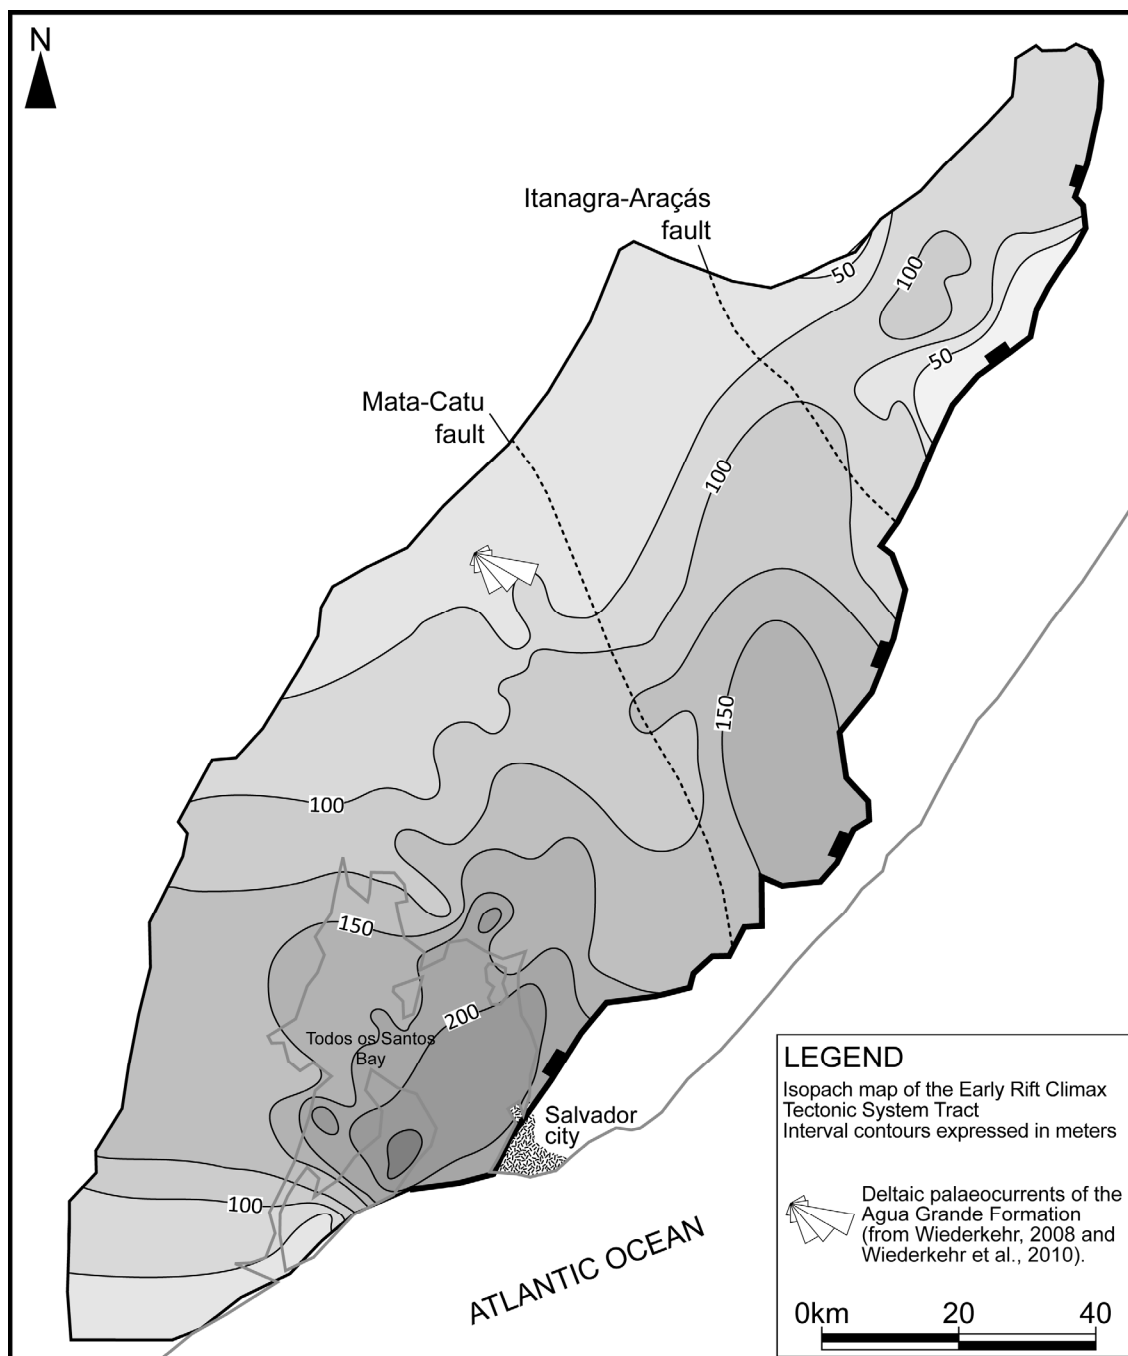 N
Itanagra-Araçás
fault
50
100
50
Mata-Catu
fault
100
150
100
150
200
Todos os Santos
Bay
Salvador
city
100
ATLANTIC OCEAN
LEGEND
Isopach map of the Early Rift Climax
Tectonic System Tract
Interval contours expressed in meters
Deltaic palaeocurrents of the
Agua Grande Formation
(from Wiederkehr, 2008 and
Wiederkehr et al., 2010).
0km 20 40